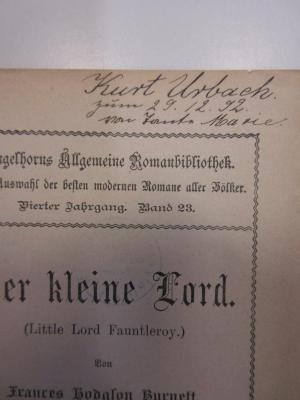 Kurt Urbach.
zum 29.12.92
von Tante Marie.
ngelhorns Allgemeine Romanbibliothek.
Auswahl der besten modernen Romane aller Völker.
Vierter Jahrgang. Band 23.
er kleine Lord.
(Little Lord Fauntleroy.)
Von
Frances Hodgson Burnett